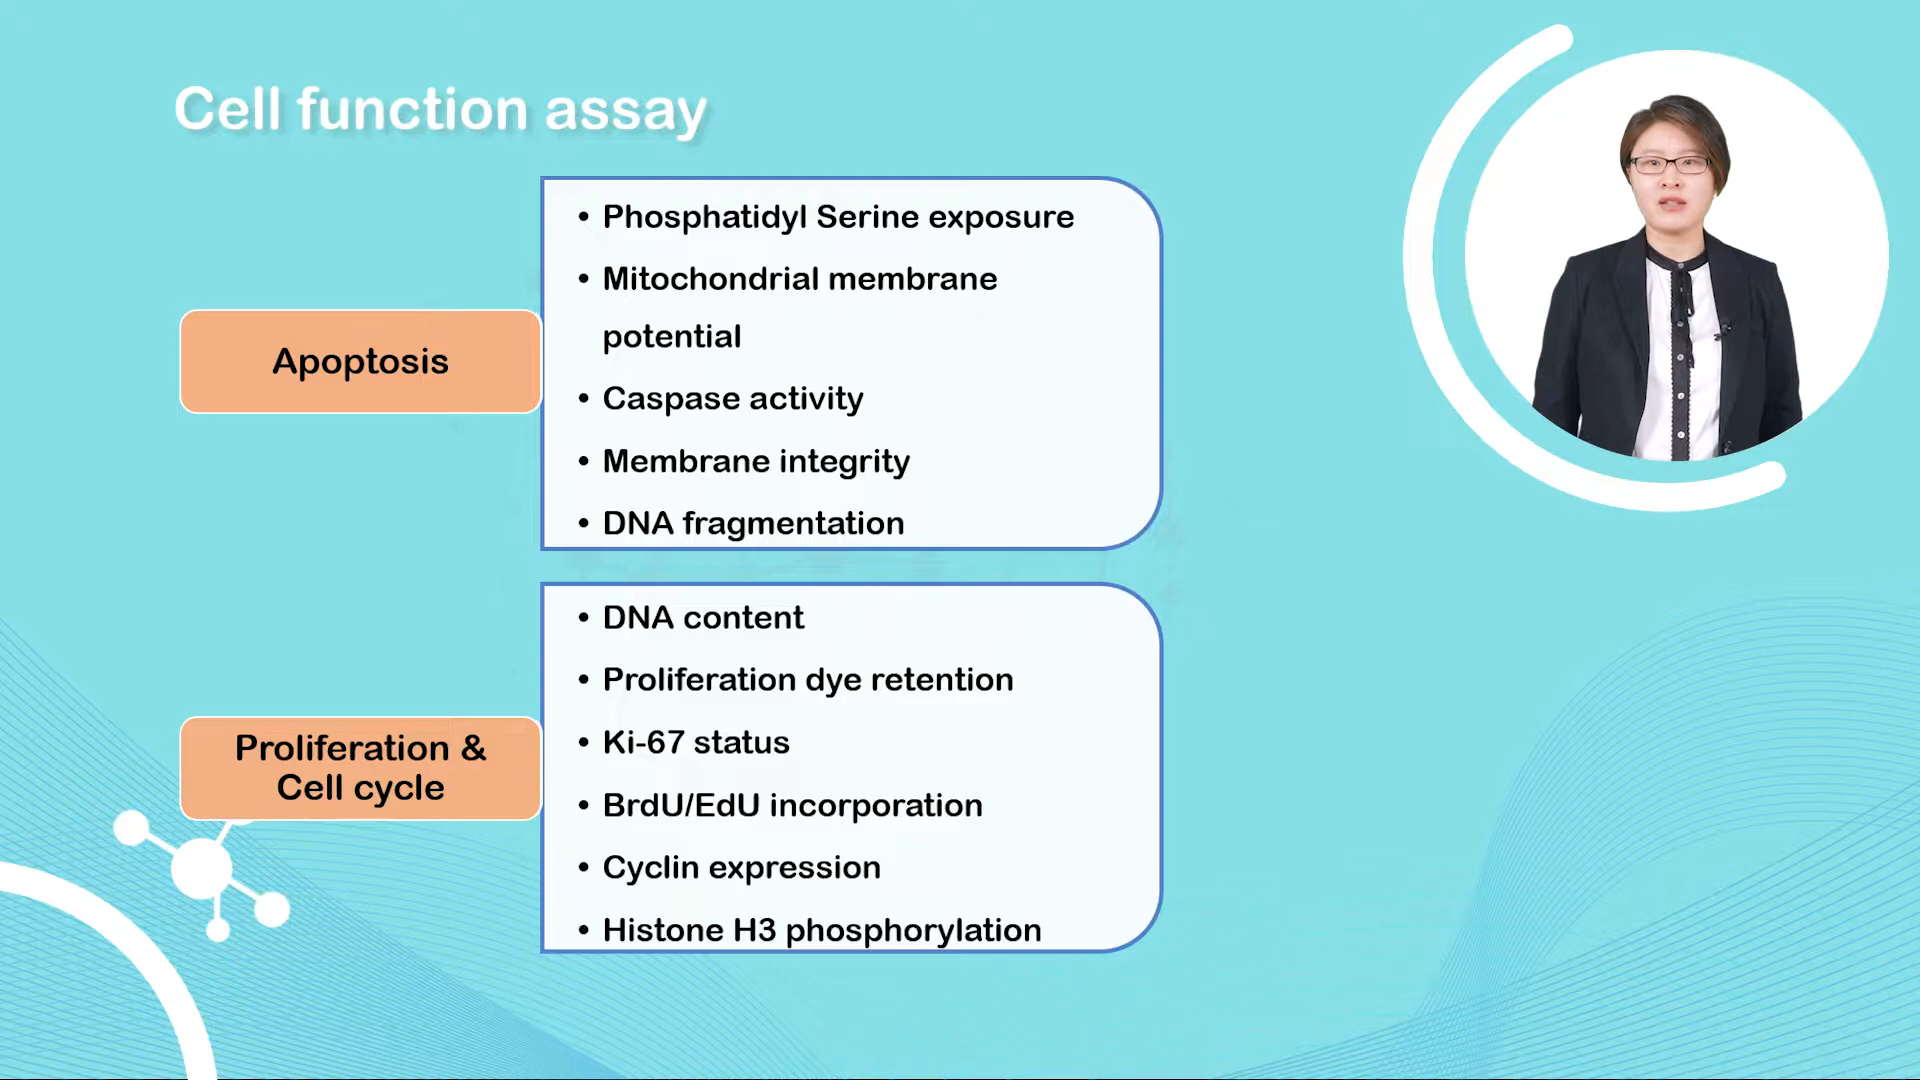 Cell function assay
Apoptosis
• Phosphatidyl Serine exposure
• Mitochondrial membrane
potential
• Caspase activity
• Membrane integrity
• DNA fragmentation
Proliferation &
Cell cycle
• DNA content
• Proliferation dye retention
• Ki-67 status
• BrdU/EdU incorporation
• Cyclin expression
• Histone H3 phosphorylation